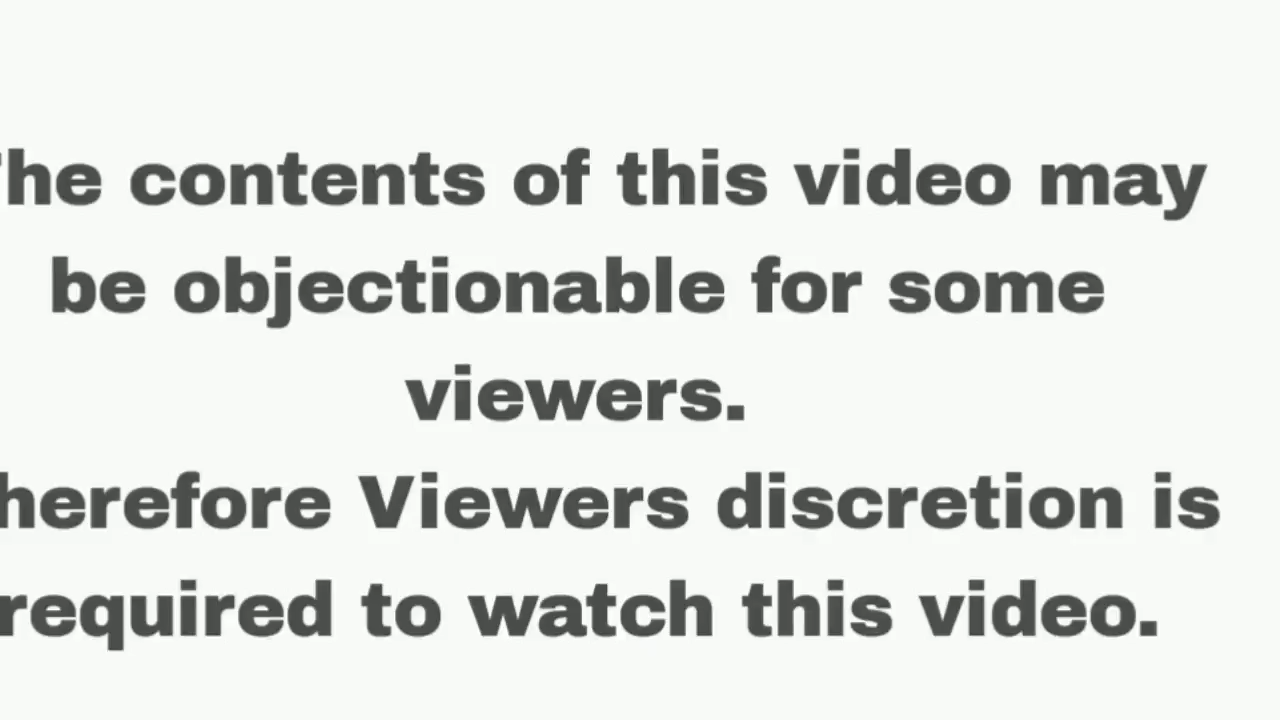 The contents of this video may
be objectionable for some
viewers.
herefore Viewers discretion is
required to watch this video.